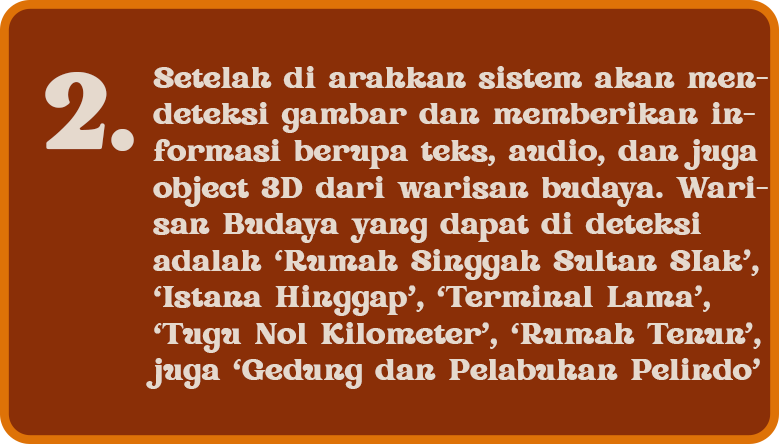 2.
Setelah di arahkan sistem akan men-
deteksi gambar dan memberikan in-
formasi berupa teks, audio, dan juga
object 3D dari warisan budaya. Wari-
san Budaya yang dapat di deteksi
adalah ‘Rumah Singgah Sultan SIak’,
‘Istana Hinggap’, ‘Terminal Lama’,
‘Tugu Nol Kilometer’, ‘Rumah Tenun’,
juga ‘Gedung dan Pelabuhan Pelindo’